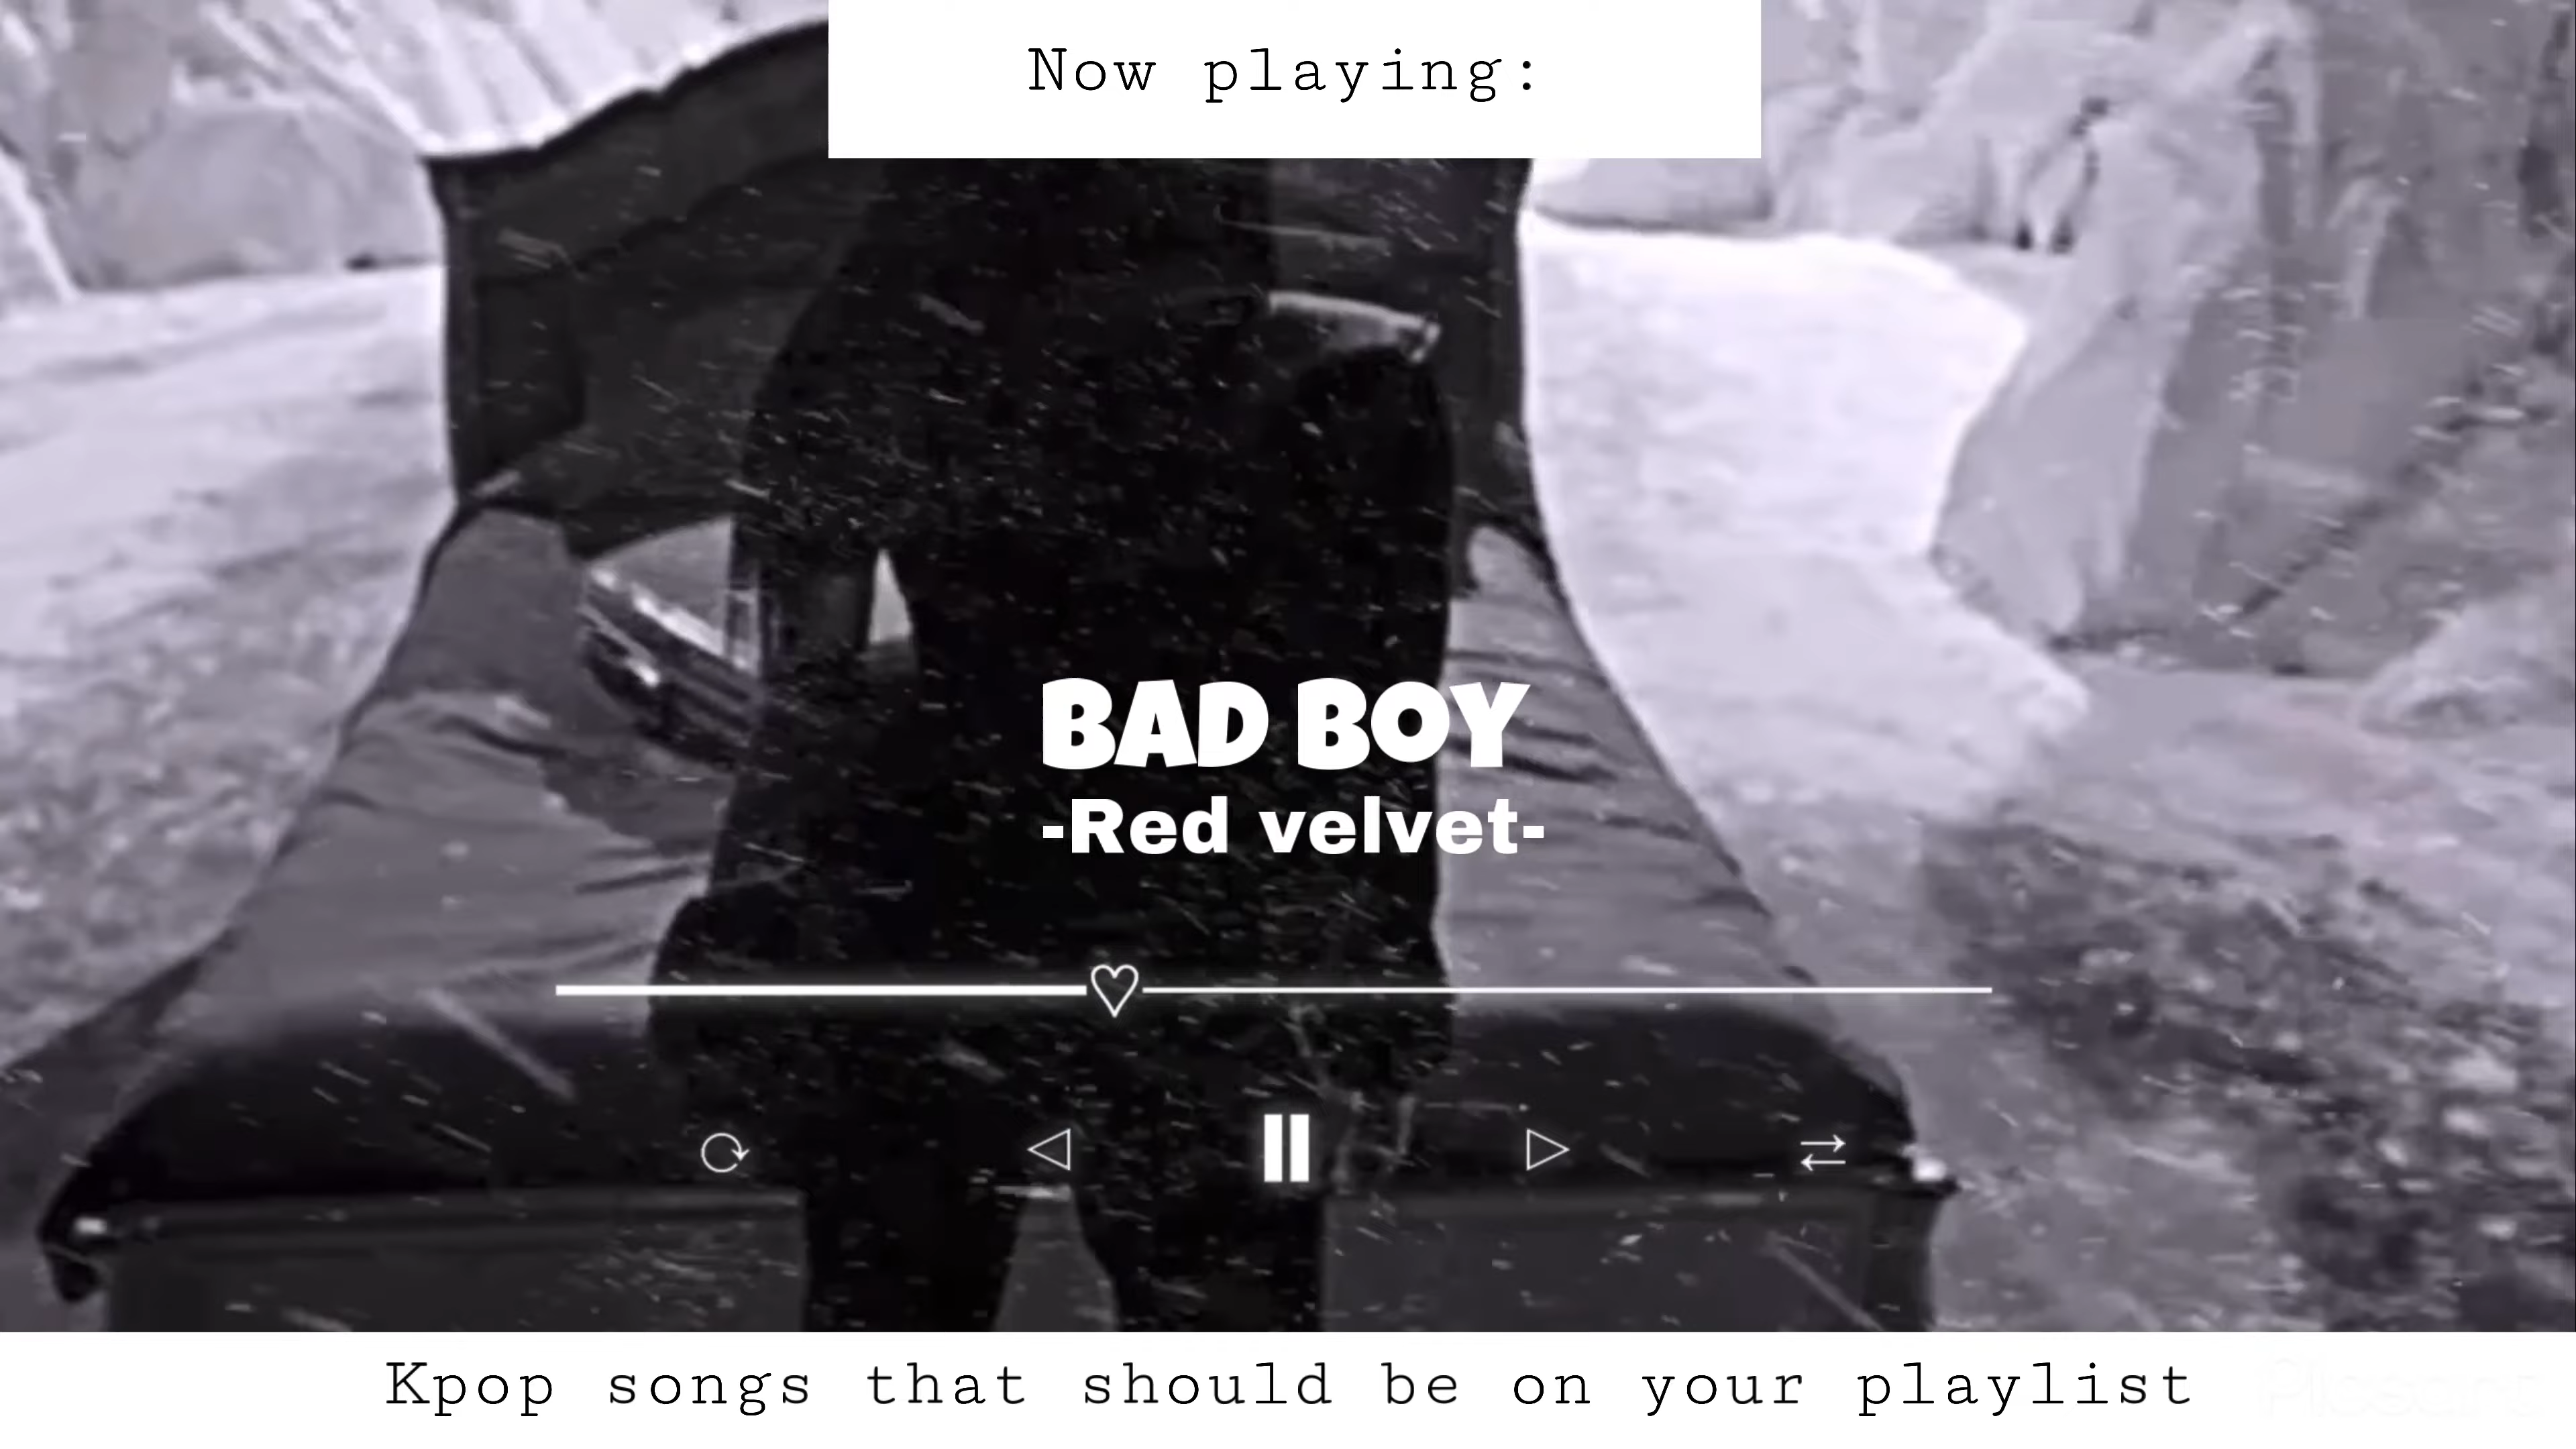 Now playing:
BAD BOY
-Red velvet-
Kpop songs that should be on your playlist